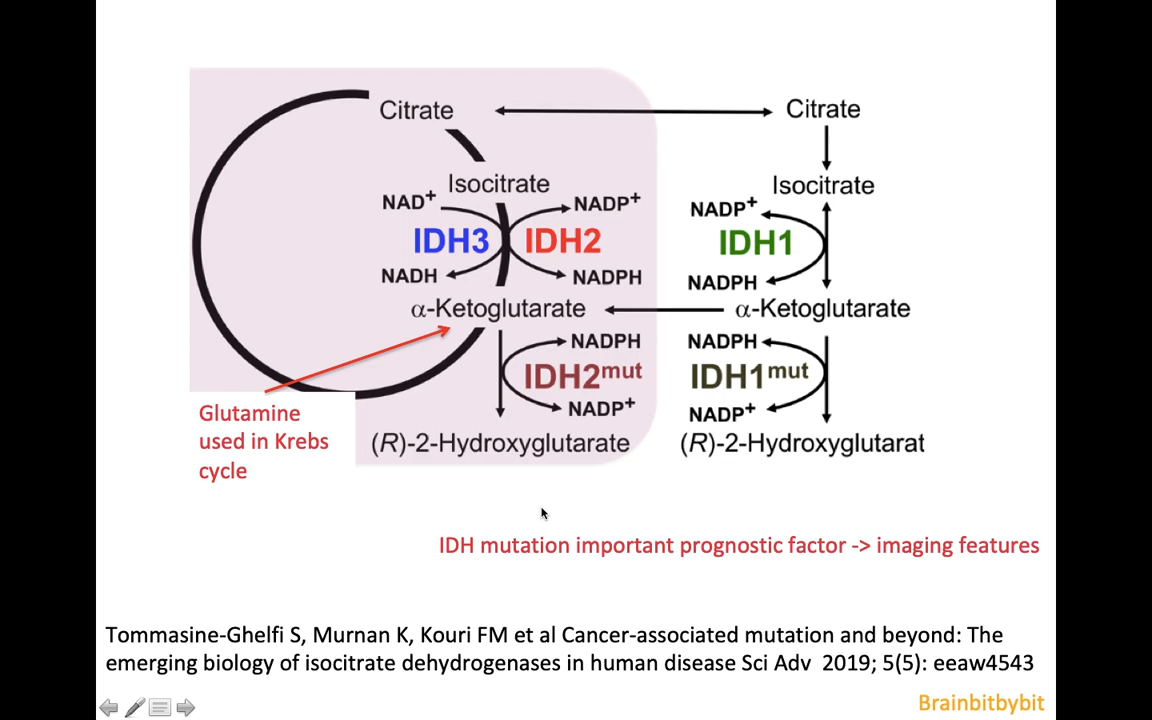 Citrate
Citrate
Isocitrate
Isocitrate
NAD+
NADP+
NADP+
IDH3
IDH2
IDH1
NADH
NADPH
NADPH
α-Ketoglutarate
α-Ketoglutarate
NADPH
NADPH
IDH2mut
IDH1mut
NADP+
NADP+
Glutamine
used in Krebs
cycle
(R)-2-Hydroxyglutarate
(R)-2-Hydroxyglutarat
IDH mutation important prognostic factor -> imaging features
Tommasine-Ghelfi S, Murnan K, Kouri FM et al Cancer-associated mutation and beyond: The
emerging biology of isocitrate dehydrogenases in human disease Sci Adv 2019; 5(5): eeaw4543
Brainbitbybit